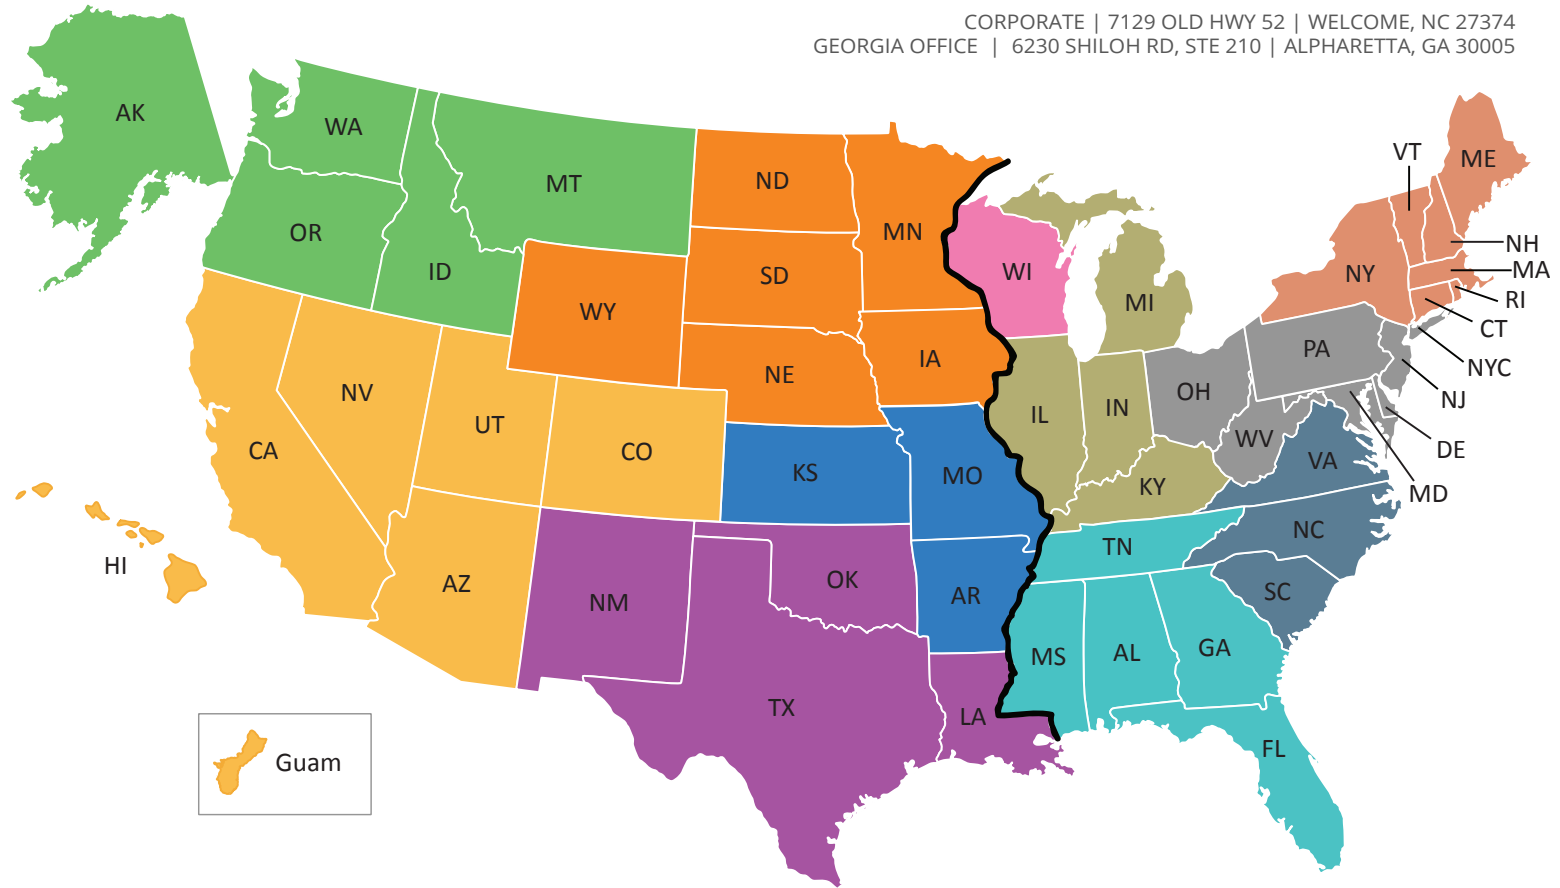 CORPORATE | 7129 OLD HWY 52 | WELCOME, NC 27374
GEORGIA OFFICE | 6230 SHILOH RD, STE 210 | ALPHARETTA, GA 30005
AK
WA
MT
ND
MN
VT
ME
OR
ID
SD
WI
NY
NH
MA
WY
MI
RI
CT
NE
IA
PA
NYC
NV
UT
CO
IL
IN
OH
NJ
CA
KS
MO
KY
WV
VA
DE
MD
HI
AZ
NM
OK
AR
TN
NC
SC
TX
LA
MS
AL
GA
FL
Guam